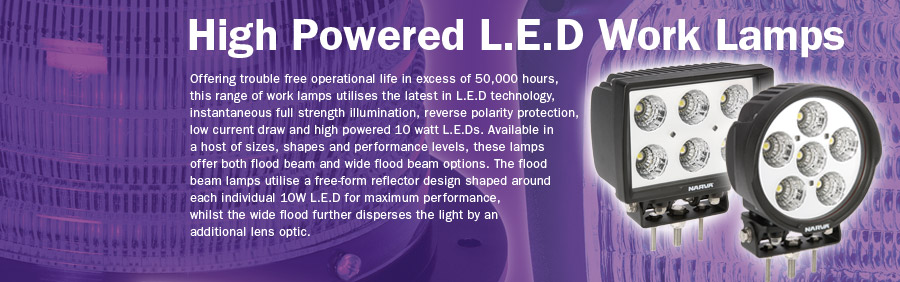 High Powered L.E.D Work Lamps
Offering trouble free operational life in excess of 50,000 hours,
this range of work lamps utilises the latest in L.E.D technology,
instantaneous full strength illumination, reverse polarity protection,
low current draw and high powered 10 watt L.E.Ds. Available in
a host of sizes, shapes and performance levels, these lamps
offer both flood beam and wide flood beam options. The flood
beam lamps utilise a free-form reflector design shaped around
each individual 10W L.E.D for maximum performance,
whilst the wide flood further disperses the light by an
additional lens optic.
NARVA
NARVA